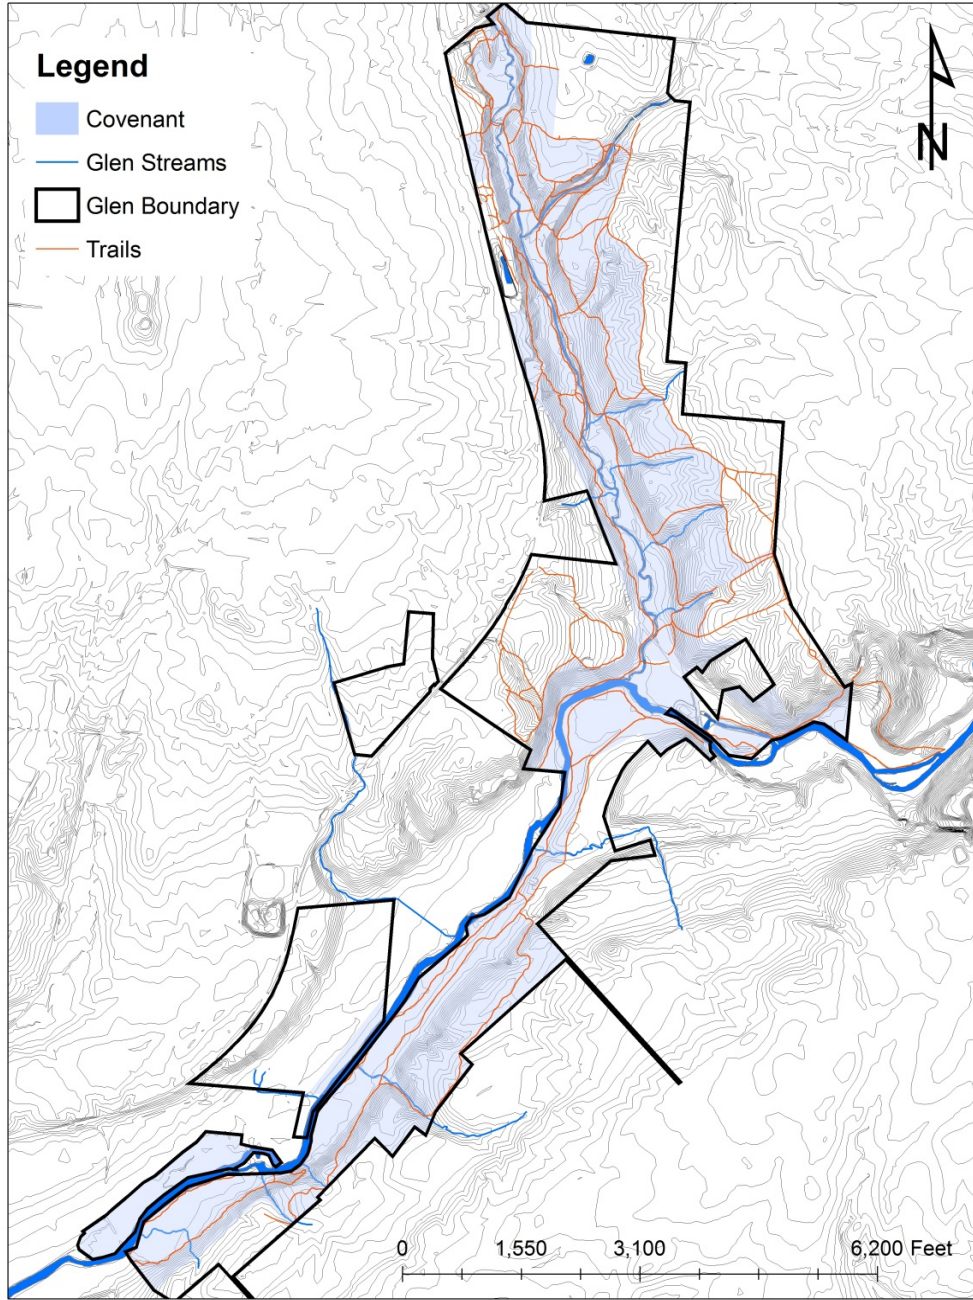 Legend
Covenant
Glen Streams
Glen Boundary
Trails
N
0 1,550 3,100 6,200 Feet